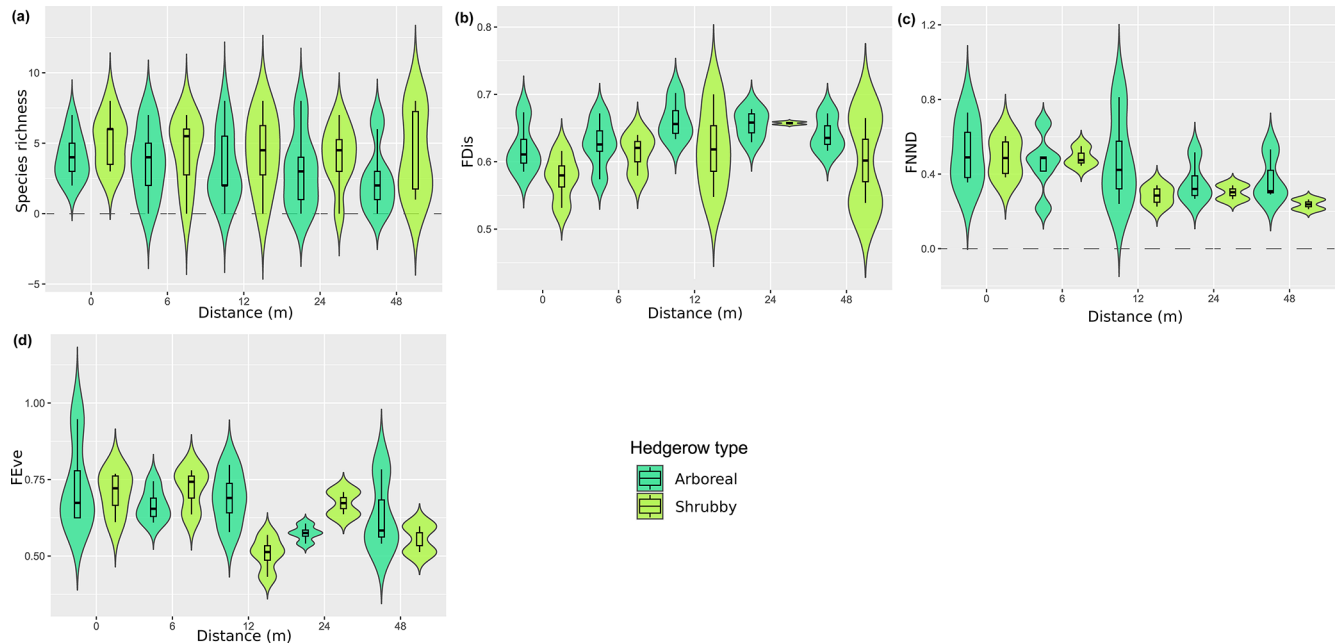 (a)
Species richness
10
5
0
−5
0 6 12 24 48
Distance (m)
(b)
FDis
0.8
0.7
0.6
0.5
0 6 12 24 48
Distance (m)
(c)
FNND
1.2
0.8
0.4
0.0
0 6 12 24 48
Distance (m)
(d)
FEve
1.00
0.75
0.50
0 6 12 24 48
Distance (m)
Hedgerow type
Arboreal
Shrubby